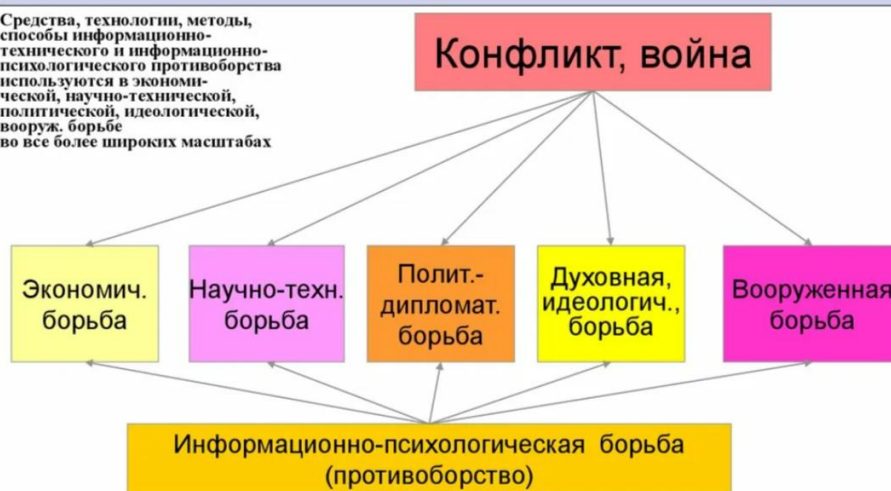 Средства, технологии, методы,
способы информационно-
технического и информационно-
психологического противоборства
используются в экономи-
ческой, научно-технической,
политической, идеологической,
вооруж. борьбе
во все более широких масштабах
Конфликт, война
Экономич.
борьба
Научно-техн.
борьба
Полит.-
дипломат.
борьба
Духовная,
идеологич.,
борьба
Вооруженная
борьба
Информационно-психологическая борьба
(противоборство)